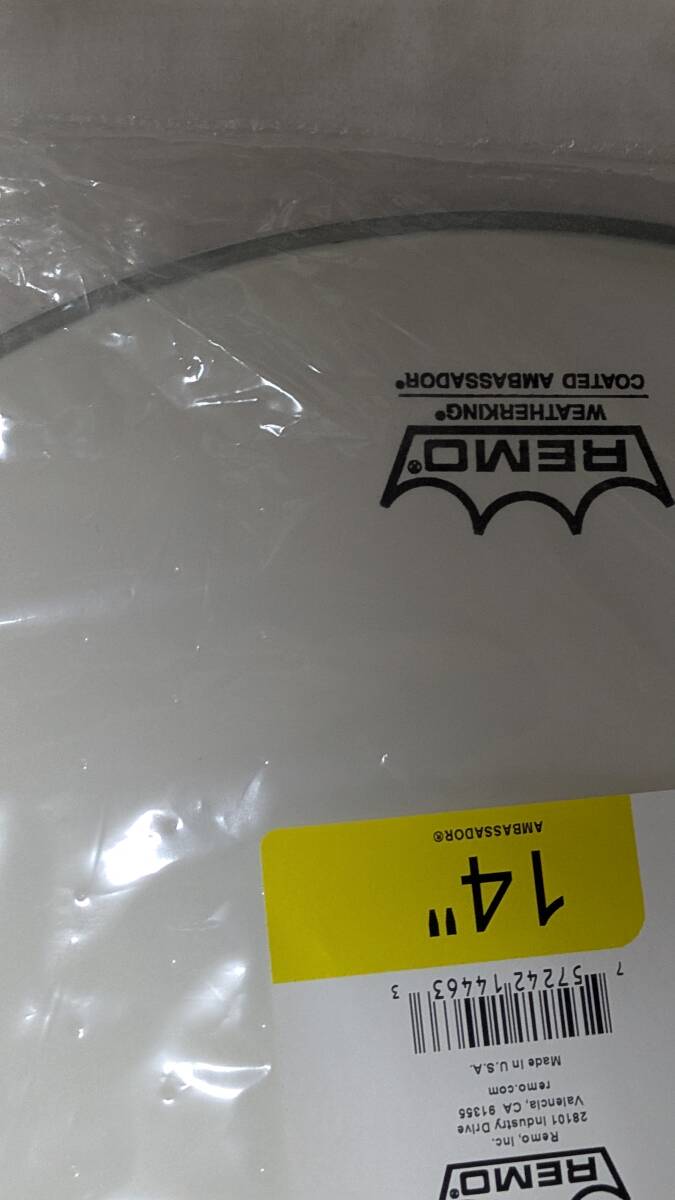 REMO®
Remo, Inc.
28101 Industry Drive
Valencia, CA 91355
remo.com
Made in U.S.A.
7 57242 14463 3
14"
AMBASSADOR®
REMO®
WEATHERKING®
COATED AMBASSADOR®